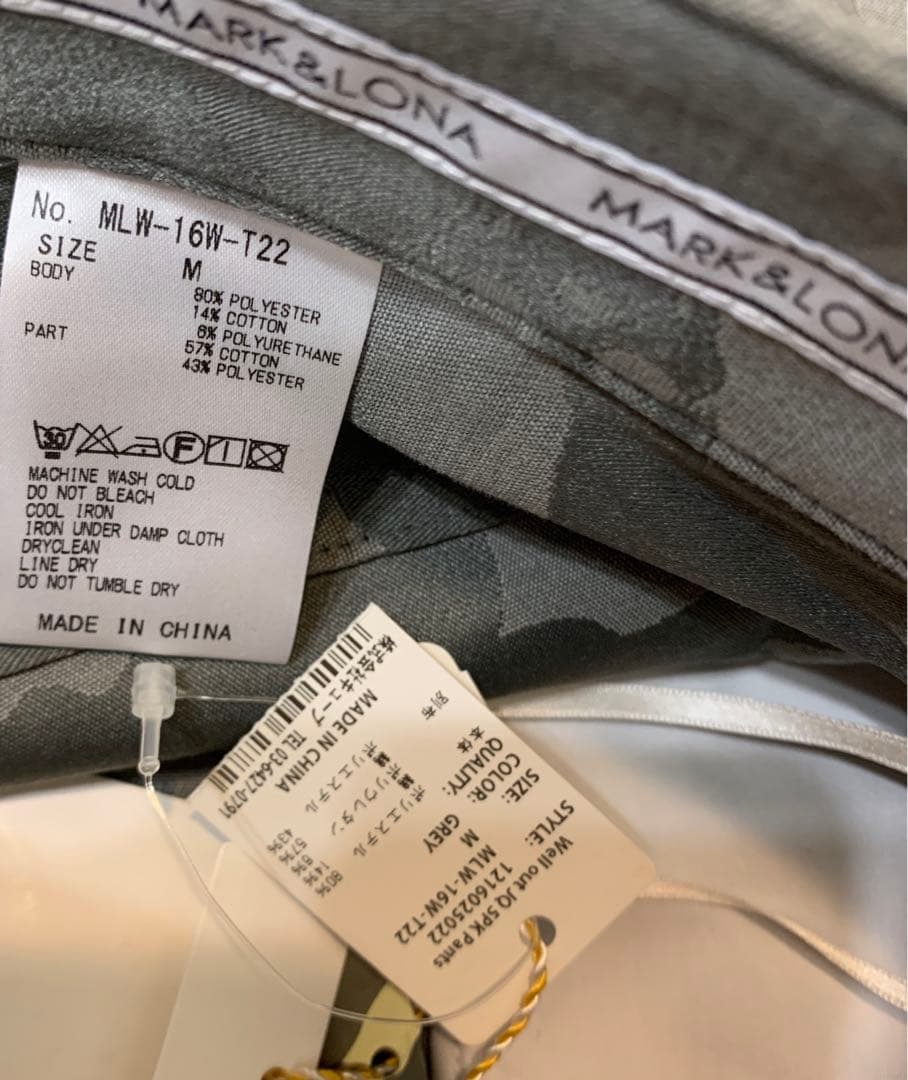 MARK&LONA
MARK&LONA
No. MLW-16W-T22
SIZE M
BODY 80% POLYESTER
14% COTTON
6% POLYURETHANE
PART 57% COTTON
43% POLYESTER
30 F
MACHINE WASH COLD
DO NOT BLEACH
COOL IRON
IRON UNDER DAMP CLOTH
DRYCLEAN
LINE DRY
DO NOT TUMBLE DRY
MADE IN CHINA
Well out JQ 5PK Pants
1216025022
STYLE: MLW-16W-T22
SIZE: M
COLOR: GREY
QUALITY:
本体 ポリエステル 80%
綿 14%
ポリウレタン 6%
別布 綿 57%
ポリエステル 43%
MADE IN CHINA
株式会社キューブ TEL 03-6427-0791